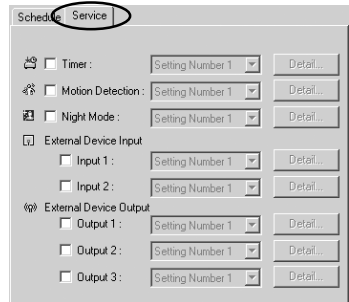 Schedule Service
Timer : Setting Number 1 Detail...
Motion Detection : Setting Number 1 Detail...
Night Mode : Setting Number 1 Detail...
External Device Input
Input 1 : Setting Number 1 Detail...
Input 2 : Setting Number 1 Detail...
External Device Output
Output 1 : Setting Number 1 Detail...
Output 2 : Setting Number 1 Detail...
Output 3 : Setting Number 1 Detail...